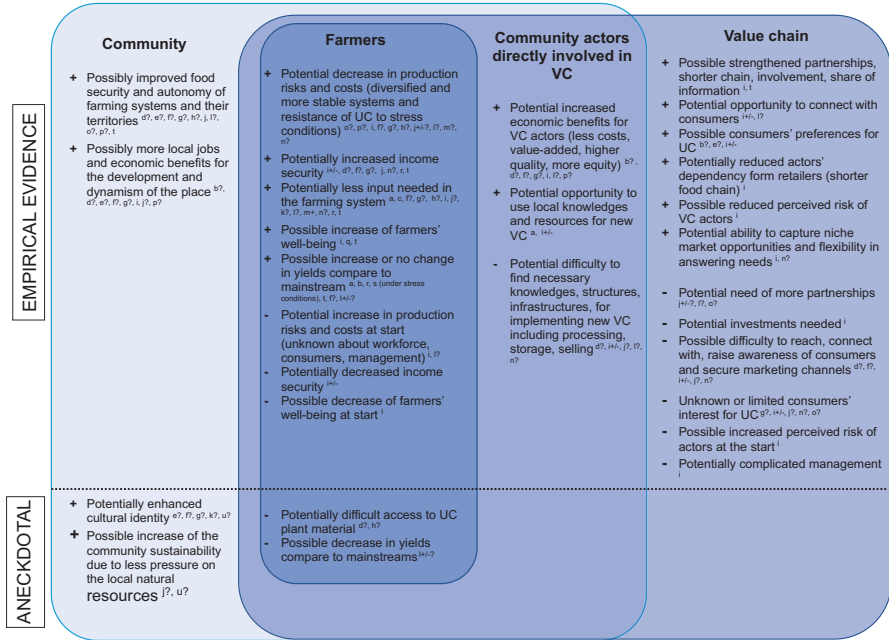 Community
+ Possibly improved food
security and autonomy of
farming systems and their
territories d?, e?, f?, g?, h?, j, l?,
o?, p?, t
+ Possibly more local jobs
and economic benefits for
the development and
dynamism of the place b?,
d?, e?, f?, g?, i, j?, p?
Farmers
+ Potential decrease in production
risks and costs (diversified and
more stable systems and
resistance of UC to stress
conditions) o?, p?, i, f?, g?, h?, j+/-?, l?, m?,
n?
+ Potentially increased income
security i+/-, d?, f?, g?, j, n?, r, t
+ Potentially less input needed in
the farming system a, c, f?, g?, h?, i, j?,
k?, l?, m+, n?, r, t
+ Possible increase of farmers'
well-being i, q, t
+ Possible increase or no change
in yields compare to
mainstream a, b, r, s (under stress
conditions), t, f?, l+/-?
- Potential increase in production
risks and costs at start
(unknown about workforce,
consumers, management) i, l?
- Potentially decreased income
security i+/-
- Possible decrease of farmers'
well-being at start i
Community actors
directly involved in
VC
+ Potential increased
economic benefits for
VC actors (less costs,
value-added, higher
quality, more equity) b? ,
d?, f?, g?, i, l?, p?
+ Potential opportunity to
use local knowledges
and resources for new
VC a, i+/-
- Potential difficulty to
find necessary
knowledges, structures,
infrastructures, for
implementing new VC
including processing,
storage, selling d?, i+/-, j?, l?,
n?
Value chain
+ Possible strengthened partnerships,
shorter chain, involvement, share of
information i, t
+ Potential opportunity to connect with
consumers i+/-, l?
+ Possible consumers' preferences for
UC b?, e?, i+/-
+ Potentially reduced actors'
dependency form retailers (shorter
food chain) i
+ Possible reduced perceived risk of
VC actors i
+ Potential ability to capture niche
market opportunities and flexibility in
answering needs i, n?
- Potential need of more partnerships
j+/-?, l?, o?
- Potential investments needed i
- Possible difficulty to reach, connect
with, raise awareness of consumers
and secure marketing channels d?, f?,
i+/-, j?, n?
- Unknown or limited consumers'
interest for UC g?, i+/-, j?, n?, o?
- Possible increased perceived risk of
actors at the start i
- Potentially complicated management
i
EMPIRICAL EVIDENCE
ANECKDOTAL
+ Potentially enhanced
cultural identity e?, f?, g?, k?, u?
+ Possible increase of the
community sustainability
due to less pressure on
the local natural
resources j?, u?
- Potentially difficult access to UC
plant material d?, h?
- Possible decrease in yields
compare to mainstreams l+/-?